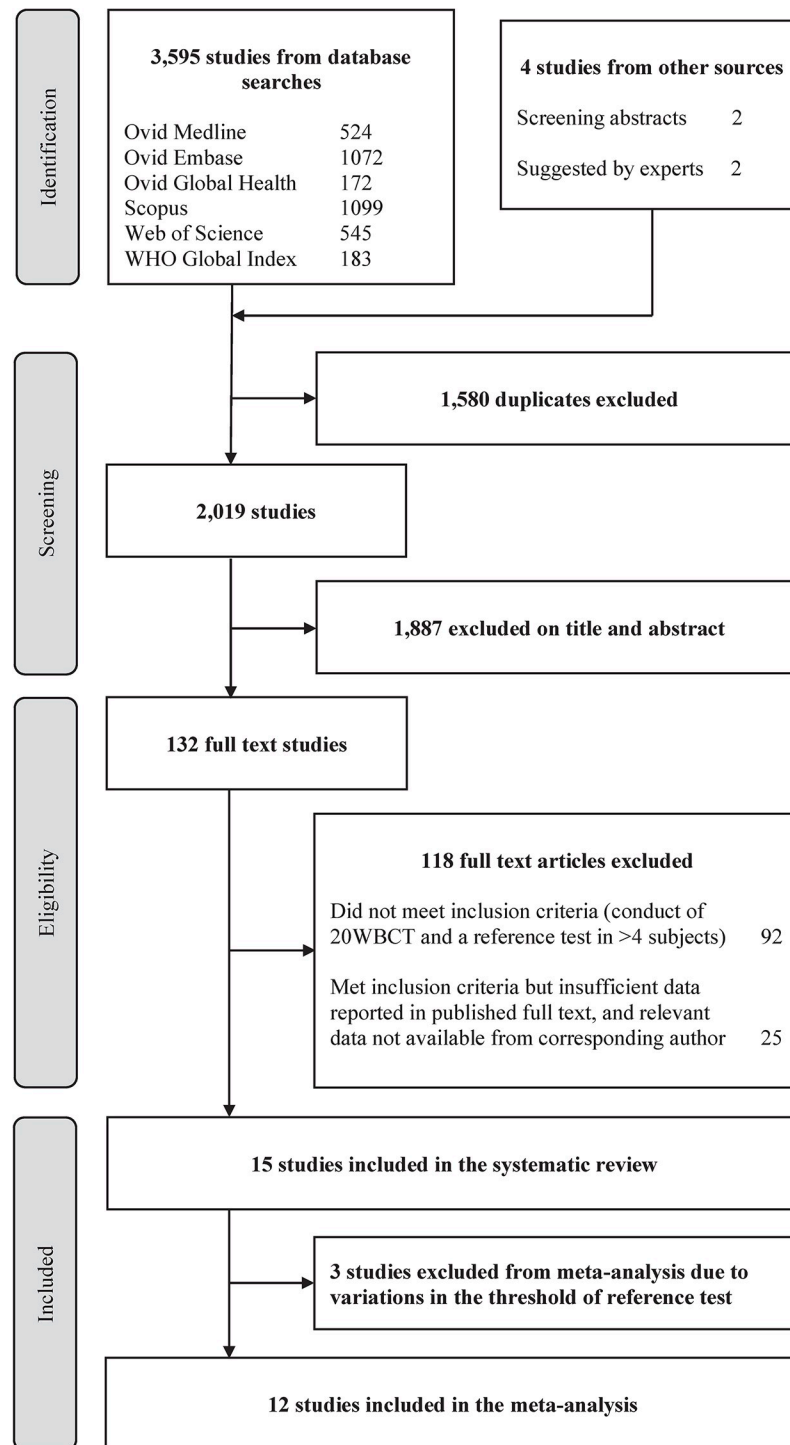 Identification
3,595 studies from database
searches
Ovid Medline 524
Ovid Embase 1072
Ovid Global Health 172
Scopus 1099
Web of Science 545
WHO Global Index 183
4 studies from other sources
Screening abstracts 2
Suggested by experts 2
Screening
1,580 duplicates excluded
2,019 studies
1,887 excluded on title and abstract
Eligibility
132 full text studies
118 full text articles excluded
Did not meet inclusion criteria (conduct of
20WBCT and a reference test in >4 subjects) 92
Met inclusion criteria but insufficient data
reported in published full text, and relevant
data not available from corresponding author 25
Included
15 studies included in the systematic review
3 studies excluded from meta-analysis due to
variations in the threshold of reference test
12 studies included in the meta-analysis